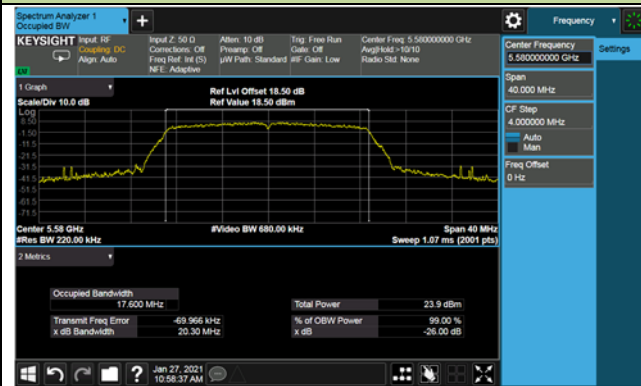 Spectrum Analyzer 1
Occupied BW
Frequency
KEYSIGHT
Input: RF
Coupling: DC
Align: Auto
Input Z: 50 Ω
Corrections: Off
Freq Ref: Int (S)
NFE: Adaptive
Atten: 10 dB
Preamp: Off
µW Path: Standard
Trig: Free Run
Gate: Off
#IF Gain: Low
Center Freq: 5.580000000 GHz
Avg|Hold:>10/10
Radio Std: None
1 Graph
Scale/Div 10.0 dB
Ref Lvl Offset 18.50 dB
Ref Value 18.50 dBm
Log
8.50
-1.50
-11.5
-21.5
-31.5
-41.5
-51.5
-61.5
-71.5
Center 5.58 GHz
#Res BW 220.00 kHz
#Video BW 680.00 kHz
Span 40 MHz
Sweep 1.07 ms (2001 pts)
2 Metrics
Occupied Bandwidth
17.600 MHz
Total Power 23.9 dBm
Transmit Freq Error -69.966 kHz
% of OBW Power 99.00 %
x dB Bandwidth 20.30 MHz
x dB -26.00 dB
Center Frequency
5.580000000 GHz
Settings
Span
40.000 MHz
CF Step
4.000000 MHz
Auto
Man
Freq Offset
0 Hz
Jan 27, 2021
10:58:37 AM